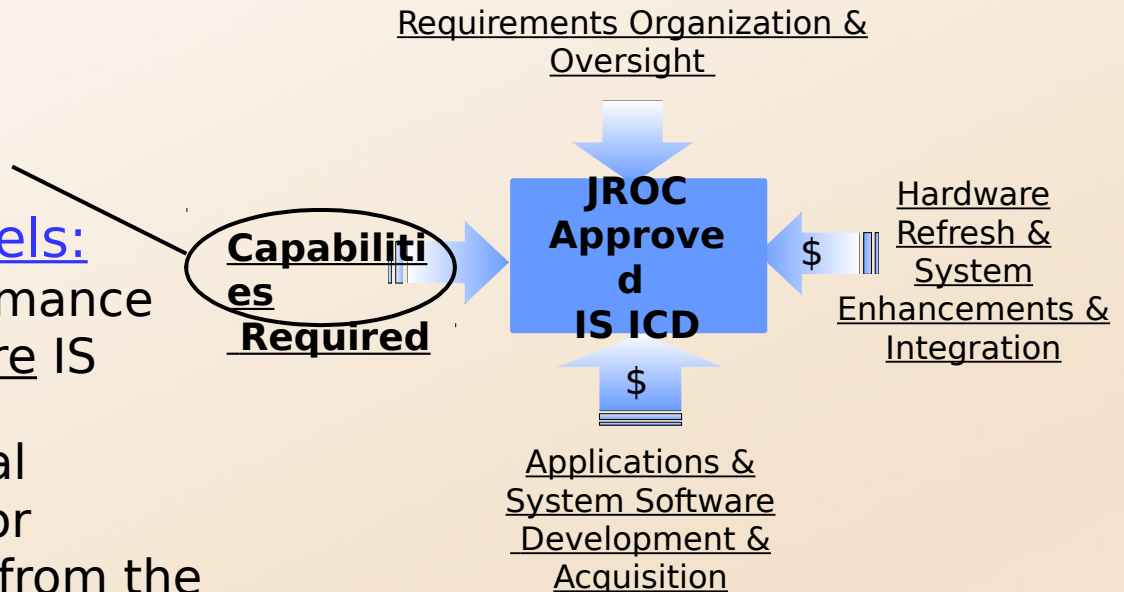 Requirements Organization &
Oversight
els:
mance
re IS
al
or
from the
Capabiliti
es
Required
JROC
Approve
d
IS ICD
$
Hardware
Refresh &
System
Enhancements &
Integration
$
Applications &
System Software
Development &
Acquisition